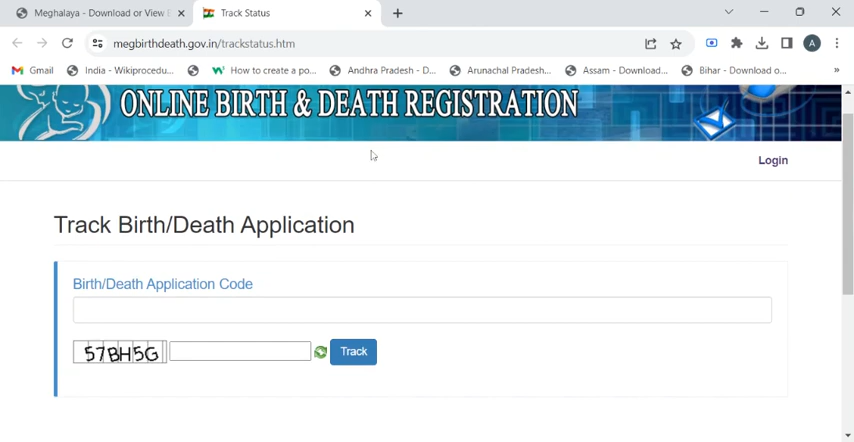 Meghalaya - Download or View E
Track Status
megbirthdeath.gov.in/trackstatus.htm
A
Gmail
India - Wikiprocedu...
How to create a po...
Andhra Pradesh - D...
Arunachal Pradesh...
Assam - Download...
Bihar - Download o...
»
ONLINE BIRTH & DEATH REGISTRATION
Login
Track Birth/Death Application
Birth/Death Application Code
57BH5G
Track